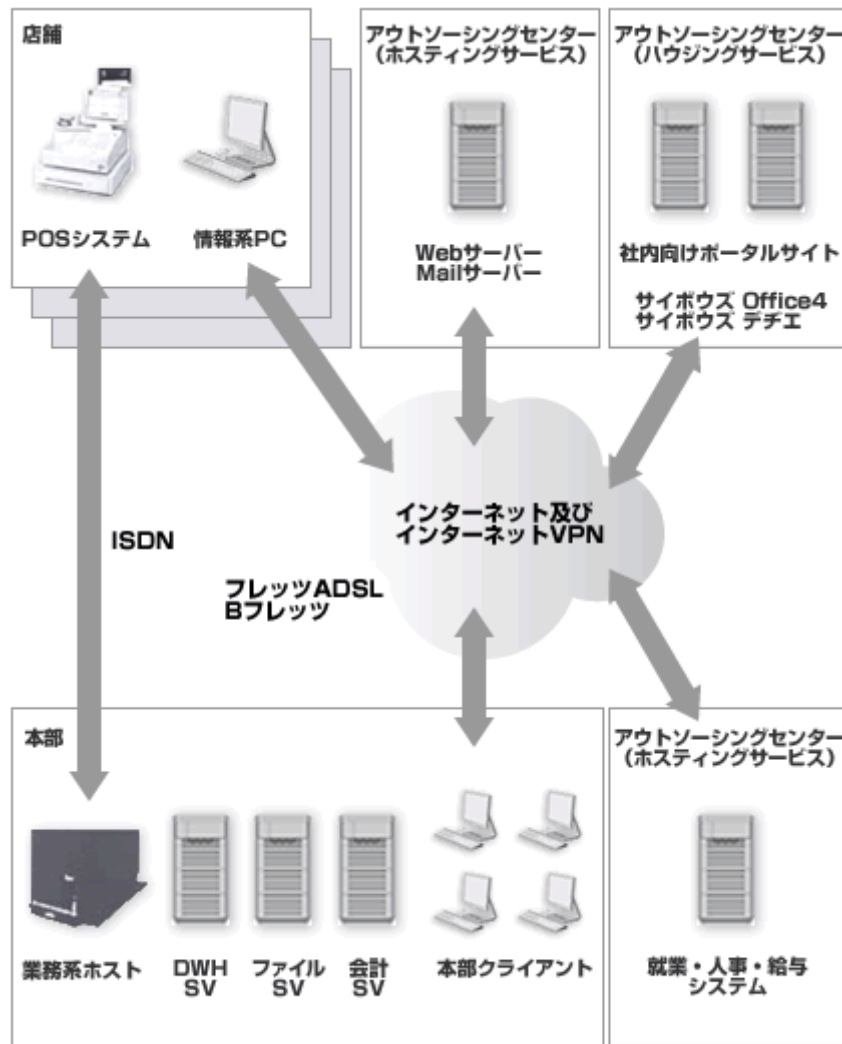 店舗
POSシステム
情報系PC
アウトソーシングセンター
（ホスティングサービス）
Webサーバー
Mailサーバー
アウトソーシングセンター
（ハウジングサービス）
社内向けポータルサイト
サイボウズ Office4
サイボウズ デヂエ
インターネット及び
インターネットVPN
ISDN
フレッツADSL
Bフレッツ
本部
業務系ホスト
DWH
SV
ファイル
SV
会計
SV
本部クライアント
アウトソーシングセンター
（ホスティングサービス）
就業・人事・給与
システム